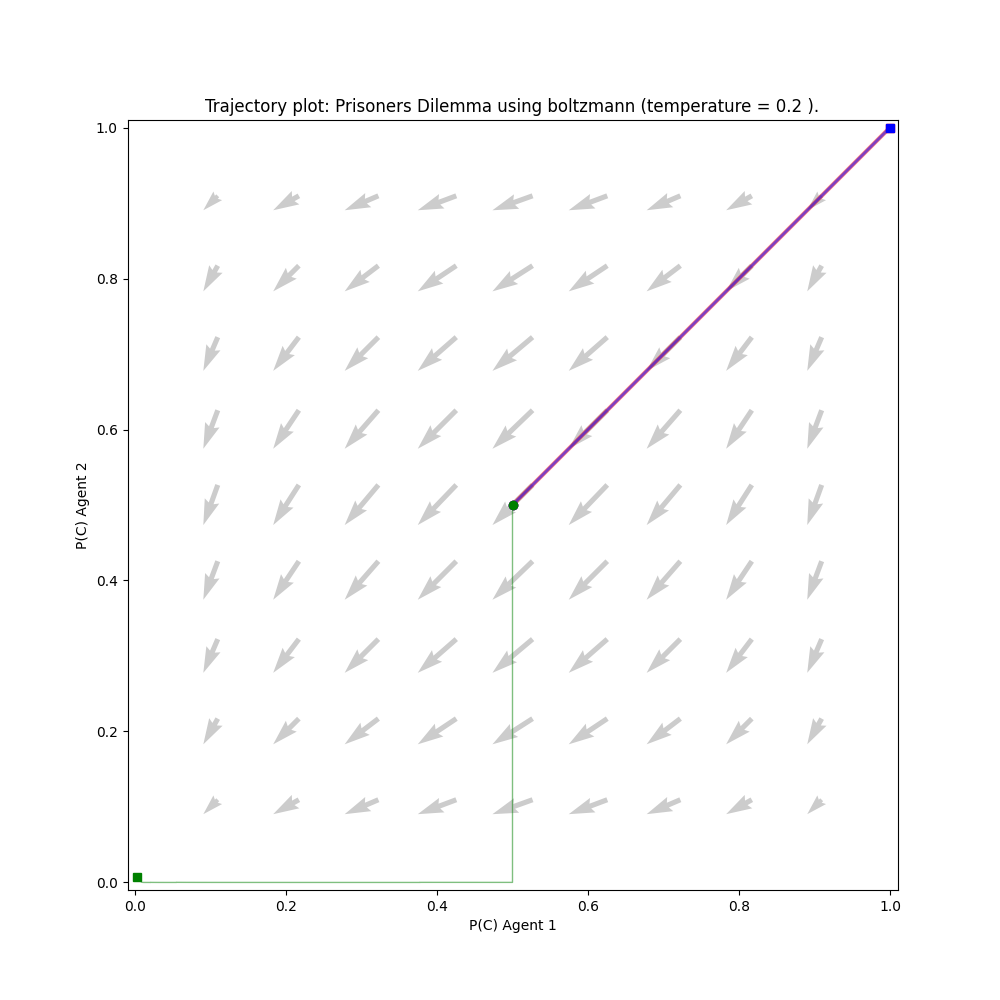 Trajectory plot: Prisoners Dilemma using boltzmann (temperature = 0.2 ).
1.0
0.8
0.6
0.4
0.2
0.0
P(C) Agent 2
0.0 0.2 0.4 0.6 0.8 1.0
P(C) Agent 1